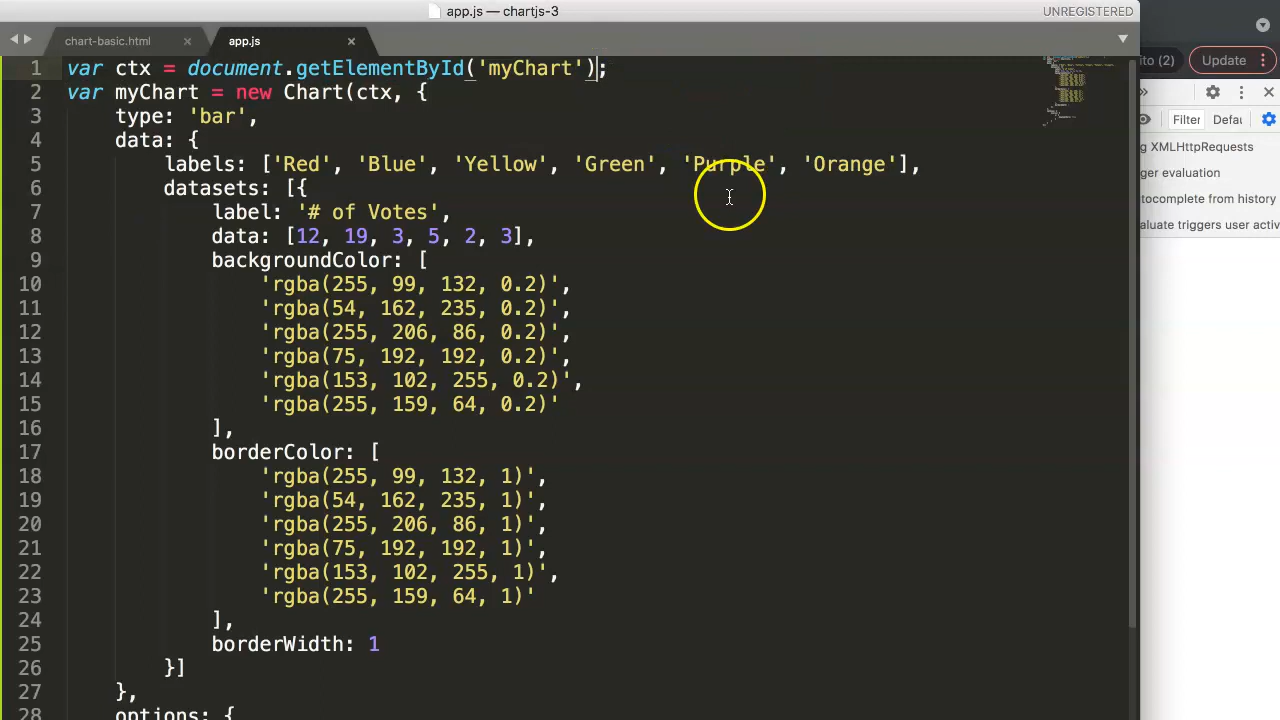 app.js — chartjs-3
UNREGISTERED
chart-basic.html ×
app.js ×
ito (2) Update
Filter Defau
g XMLHttpRequests
ger evaluation
tocomplete from history
aluate triggers user activ
1 var ctx = document.getElementById('myChart');
2 var myChart = new Chart(ctx, {
3 type: 'bar',
4 data: {
5 labels: ['Red', 'Blue', 'Yellow', 'Green', 'Purple', 'Orange'],
6 datasets: [{
7 label: '# of Votes',
8 data: [12, 19, 3, 5, 2, 3],
9 backgroundColor: [
10 'rgba(255, 99, 132, 0.2)',
11 'rgba(54, 162, 235, 0.2)',
12 'rgba(255, 206, 86, 0.2)',
13 'rgba(75, 192, 192, 0.2)',
14 'rgba(153, 102, 255, 0.2)',
15 'rgba(255, 159, 64, 0.2)'
16 ],
17 borderColor: [
18 'rgba(255, 99, 132, 1)',
19 'rgba(54, 162, 235, 1)',
20 'rgba(255, 206, 86, 1)',
21 'rgba(75, 192, 192, 1)',
22 'rgba(153, 102, 255, 1)',
23 'rgba(255, 159, 64, 1)'
24 ],
25 borderWidth: 1
26 }]
27 },
28 options: {